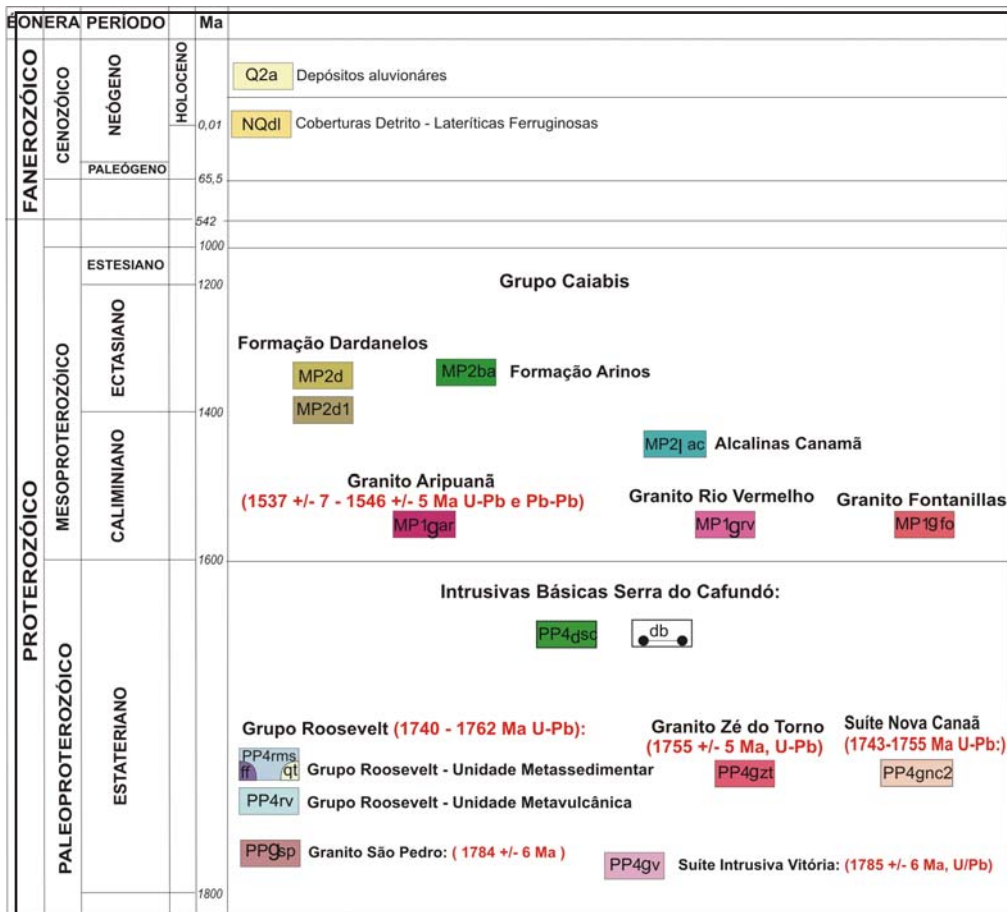 ÉON ERA PERÍODO Ma
FANEROZÓICO
CENOZÓICO
NEÓGENO
HOLOCENO
Q2a Depósitos aluvionáres
NQdl Coberturas Detrito - Lateríticas Ferruginosas
0,01
PALEÓGENO
65,5
542
PROTEROZÓICO
MESOPROTEROZÓICO
1000
ESTESIANO
Grupo Caiabis
1200
ECTASIANO
Formação Dardanelos
MP2d
MP2ba Formação Arinos
MP2d1
1400
CALIMINIANO
MP2l ac Alcalinas Canamã
Granito Aripuanã
(1537 +/- 7 - 1546 +/- 5 Ma U-Pb e Pb-Pb)
MP1gar
Granito Rio Vermelho
MP1grv
Granito Fontanillas
MP1gfo
1600
PALEOPROTEROZÓICO
ESTATERIANO
Intrusivas Básicas Serra do Cafundó:
PP4dsc
db
Grupo Roosevelt (1740 - 1762 Ma U-Pb):
PP4rms
ff qt Grupo Roosevelt - Unidade Metassedimentar
PP4rv Grupo Roosevelt - Unidade Metavulcânica
Granito Zé do Torno
(1755 +/- 5 Ma, U-Pb)
PP4gzt
Suíte Nova Canaã
(1743-1755 Ma U-Pb:)
PP4gnc2
PPgsp Granito São Pedro: ( 1784 +/- 6 Ma )
PP4gv Suíte Intrusiva Vitória: (1785 +/- 6 Ma, U/Pb)
1800